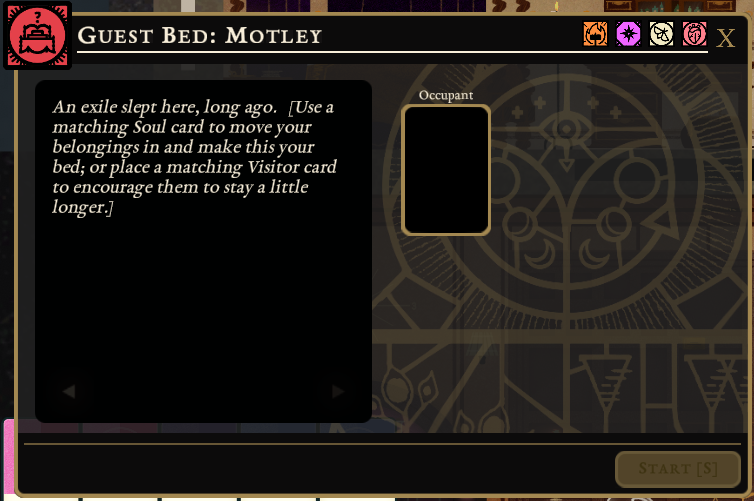 ?
Guest Bed: Motley
X
An exile slept here, long ago. [Use a
matching Soul card to move your
belongings in and make this your
bed; or place a matching Visitor card
to encourage them to stay a little
longer.]
Occupant
Start [S]